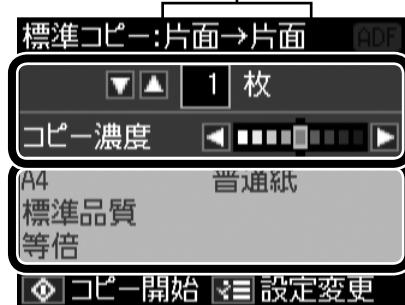 標準コピー:片面→片面 ADF
▼▲ 1 枚
コピー濃度
A4 普通紙
標準品質
等倍
コピー開始 設定変更